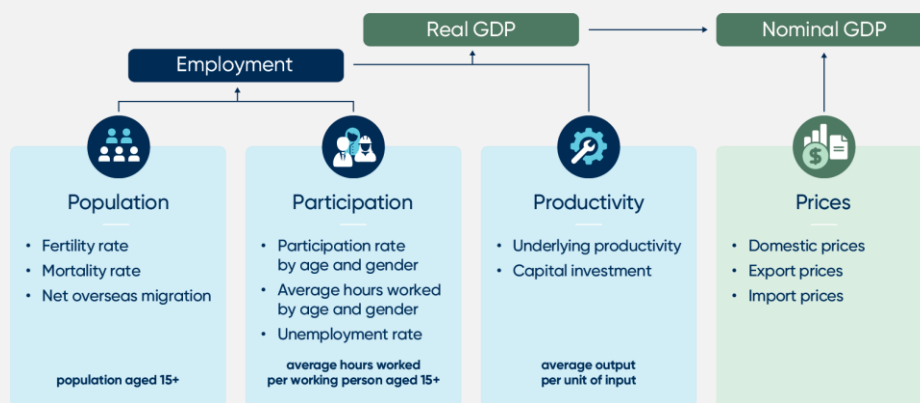 Real GDP
Nominal GDP
Employment
$
Population
• Fertility rate
• Mortality rate
• Net overseas migration
population aged 15+
Participation
• Participation rate
by age and gender
• Average hours worked
by age and gender
• Unemployment rate
average hours worked
per working person aged 15+
Productivity
• Underlying productivity
• Capital investment
average output
per unit of input
Prices
• Domestic prices
• Export prices
• Import prices